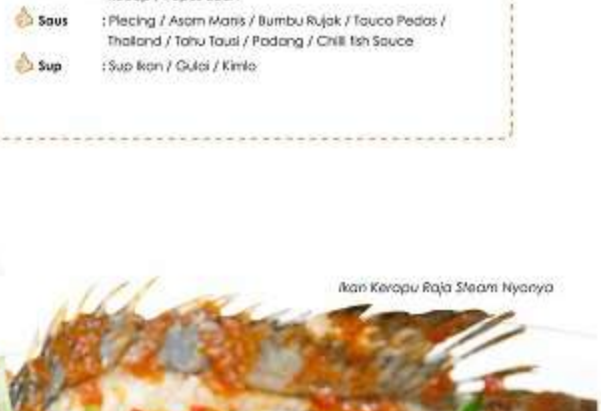 Saus : Plecing / Asam Manis / Bumbu Rujak / Tauco Pedas /
Thailand / Tahu Tausi / Padang / Chilli fish Sauce
Sup : Sup Ikan / Gulai / Kimlo
Ikan Kerapu Raja Steam Nyonya